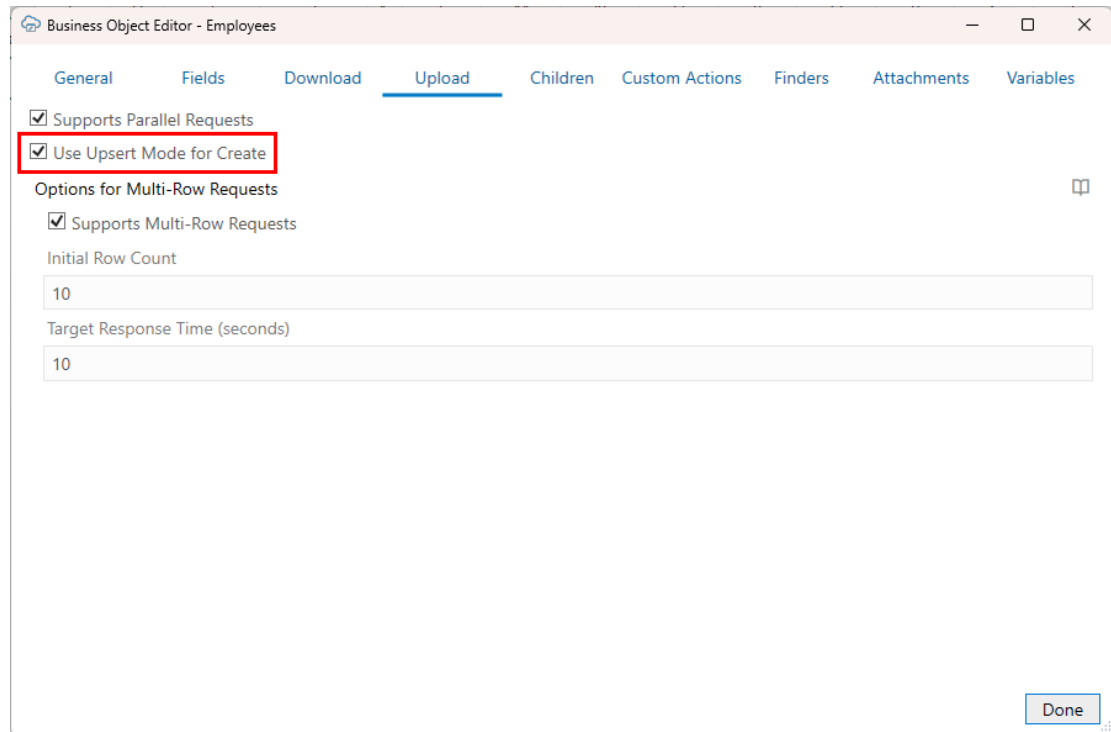 Business Object Editor - Employees
General Fields Download Upload Children Custom Actions Finders Attachments Variables
Supports Parallel Requests
Use Upsert Mode for Create
Options for Multi-Row Requests
Supports Multi-Row Requests
Initial Row Count
10
Target Response Time (seconds)
10
Done